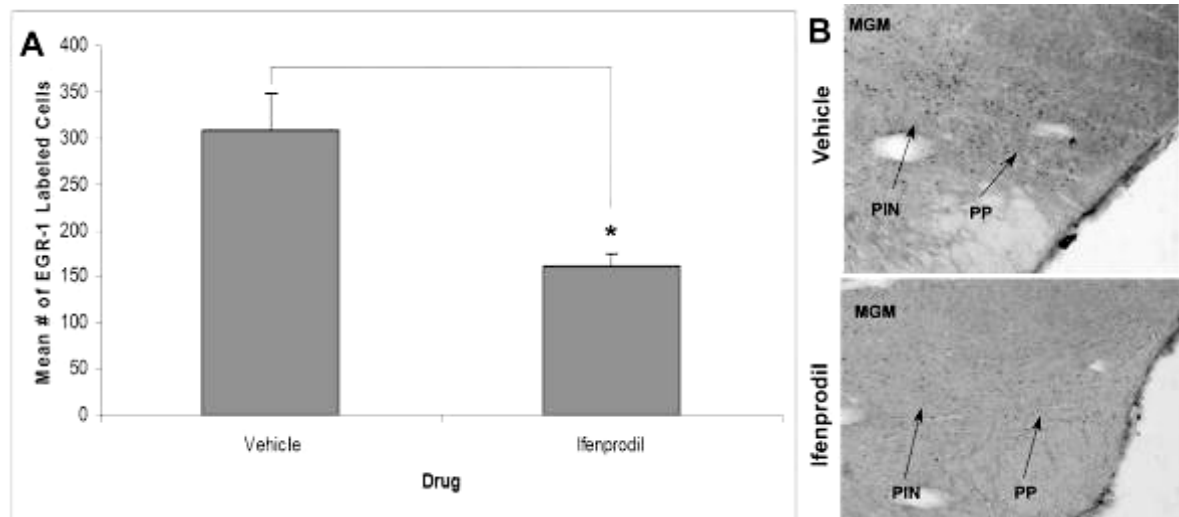 A
400
350
300
250
200
150
100
50
0
Mean # of EGR-1 Labeled Cells
*
Vehicle
Ifenprodil
Drug
B
Vehicle
MGM
PIN
PP
Ifenprodil
MGM
PIN
PP